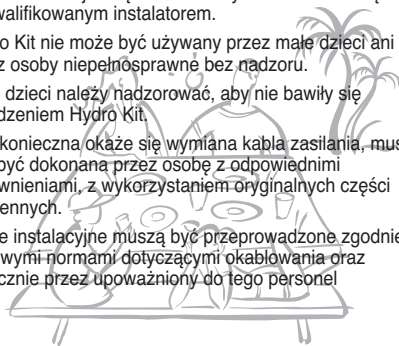 walifikowanym instalatorem.
o Kit nie może być używany przez małe dzieci ani
z osoby niepełnosprawne bez nadzoru.
dzieci należy nadzorować, aby nie bawiły się
dzeniem Hydro Kit.
konieczna okaże się wymiana kabla zasilania, mus
być dokonana przez osobę z odpowiednimi
wnieniami, z wykorzystaniem oryginalnych części
ennych.
e instalacyjne muszą być przeprowadzone zgodnie
wymi normami dotyczącymi okablowania oraz
cznie przez upoważniony do tego personel